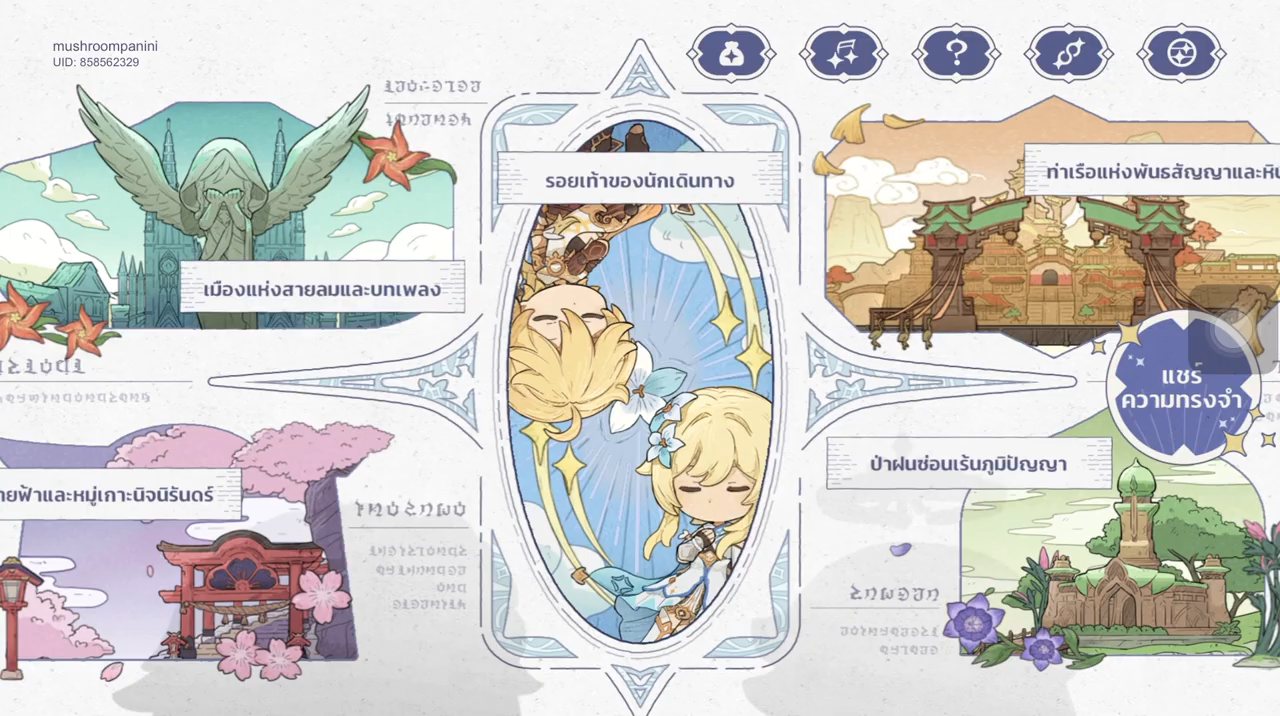 mushroompanini
UID: 858562329
รอยเท้าของนักเดินทาง
ท่าเรือแห่งพันธสัญญาและหิน
เมืองแห่งสายลมและบทเพลง
แชร์
ความทรงจำ
ป่าฝนซ่อนเร้นภูมิปัญญา
ายฟ้าและหมู่เกาะนิจนิรันดร์